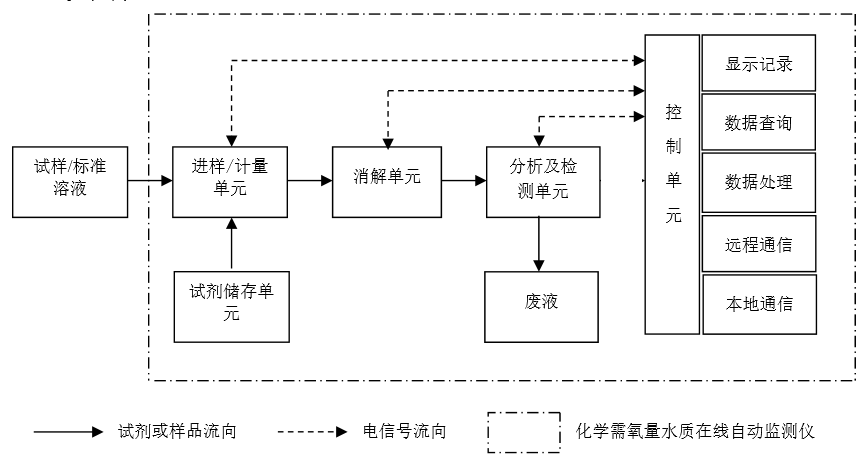 显示记录
控
制
单
元
数据查询
数据处理
远程通信
本地通信
试样/标准
溶液
进样/计量
单元
消解单元
分析及检
测单元
试剂储存单
元
废液
试剂或样品流向
电信号流向
化学需氧量水质在线自动监测仪